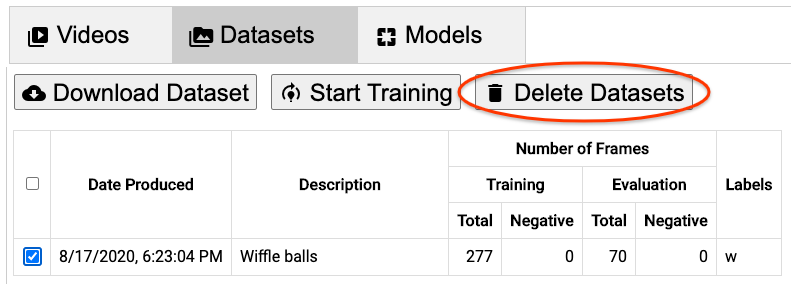 Videos Datasets Models
Download Dataset Start Training Delete Datasets
Number of Frames
Date Produced Description Training Evaluation Labels
Total Negative Total Negative
8/17/2020, 6:23:04 PM Wiffle balls 277 0 70 0 w